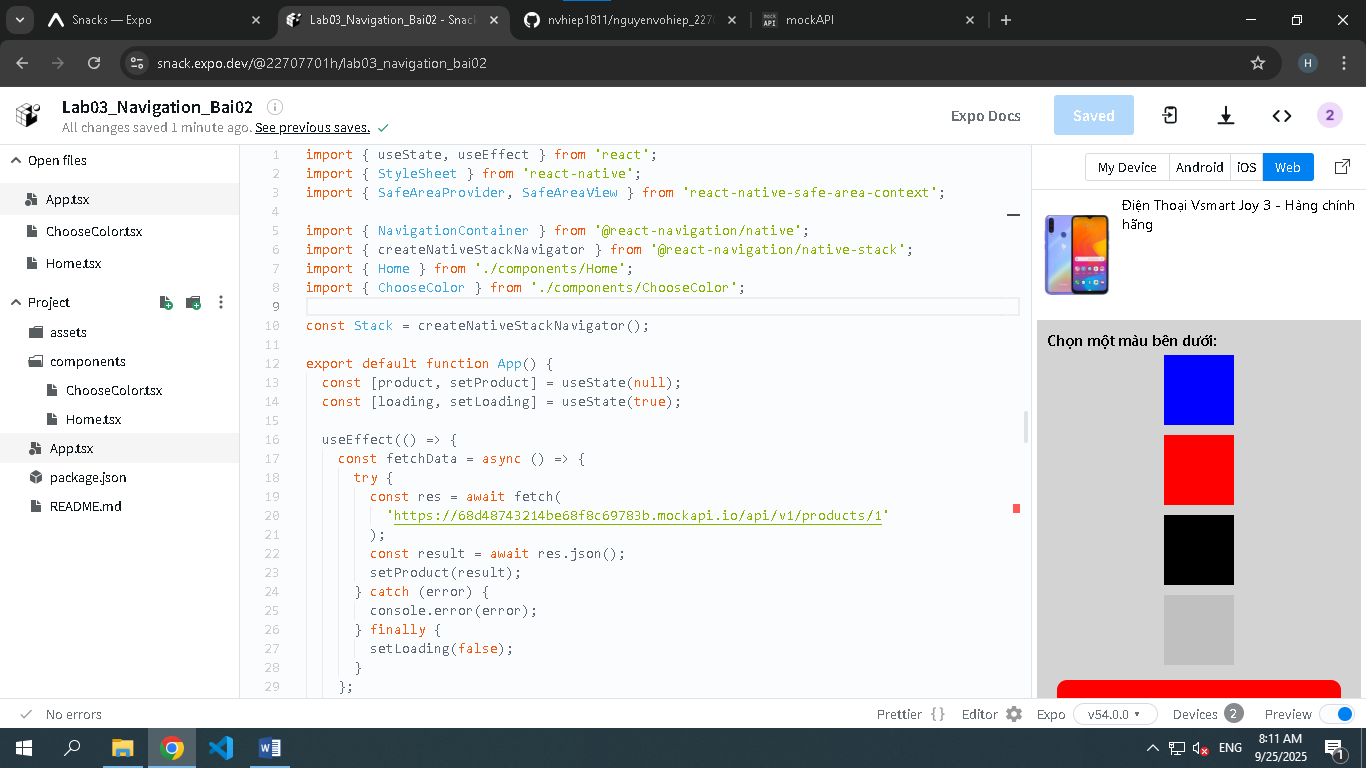 Snacks — Expo
Lab03_Navigation_Bai02 - Snac
nvhiep1811/nguyenvohiep_2270
mockAPI
snack.expo.dev/@22707701h/lab03_navigation_bai02
H
Lab03_Navigation_Bai02
All changes saved 1 minute ago. See previous saves.
Expo Docs
Saved
2
Open files
App.tsx
ChooseColor.tsx
Home.tsx
Project
assets
components
ChooseColor.tsx
Home.tsx
App.tsx
package.json
README.md
1 import { useState, useEffect } from 'react';
2 import { StyleSheet } from 'react-native';
3 import { SafeAreaProvider, SafeAreaView } from 'react-native-safe-area-context';
4
5 import { NavigationContainer } from '@react-navigation/native';
6 import { createNativeStackNavigator } from '@react-navigation/native-stack';
7 import { Home } from './components/Home';
8 import { ChooseColor } from './components/ChooseColor';
9
10 const Stack = createNativeStackNavigator();
11
12 export default function App() {
13 const [product, setProduct] = useState(null);
14 const [loading, setLoading] = useState(true);
15
16 useEffect(() => {
17 const fetchData = async () => {
18 try {
19 const res = await fetch(
20 'https://68d48743214be68f8c69783b.mockapi.io/api/v1/products/1'
21 );
22 const result = await res.json();
23 setProduct(result);
24 } catch (error) {
25 console.error(error);
26 } finally {
27 setLoading(false);
28 }
29 };
My Device
Android
iOS
Web
Điện Thoại Vsmart Joy 3 - Hàng chính
hãng
Chọn một màu bên dưới:
No errors
Prettier {}
Editor
Expo
v54.0.0
Devices 2
Preview
ENG
8:11 AM
9/25/2025
1